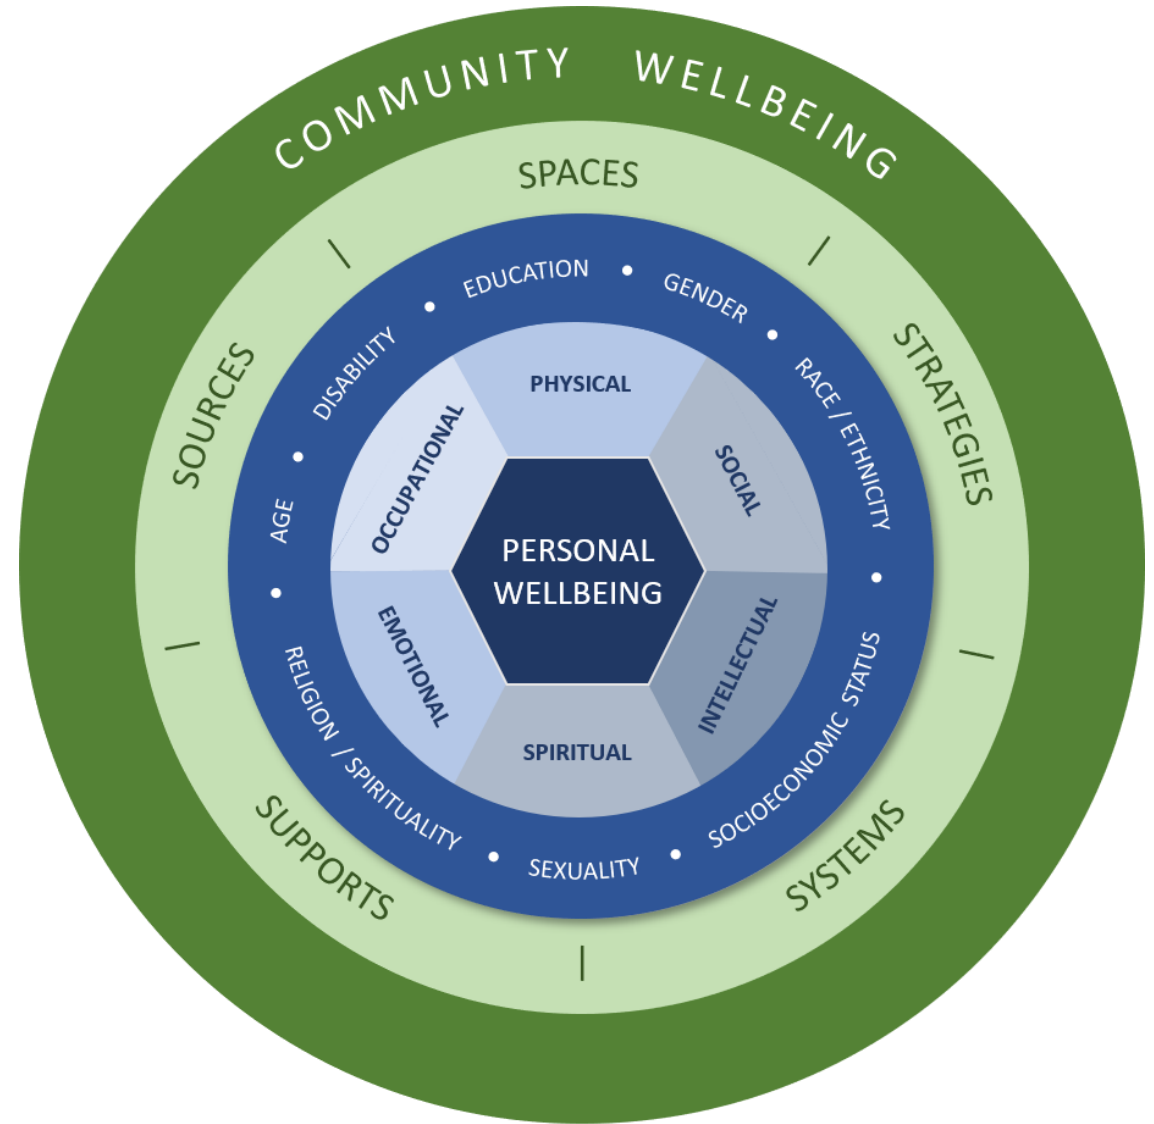 COMMUNITY WELLBEING
SPACES
STRATEGIES
SYSTEMS
SUPPORTS
SOURCES
EDUCATION
GENDER
RACE / ETHNICITY
SOCIOECONOMIC STATUS
SEXUALITY
RELIGION / SPIRITUALITY
AGE
DISABILITY
PHYSICAL
SOCIAL
INTELLECTUAL
SPIRITUAL
EMOTIONAL
OCCUPATIONAL
PERSONAL
WELLBEING